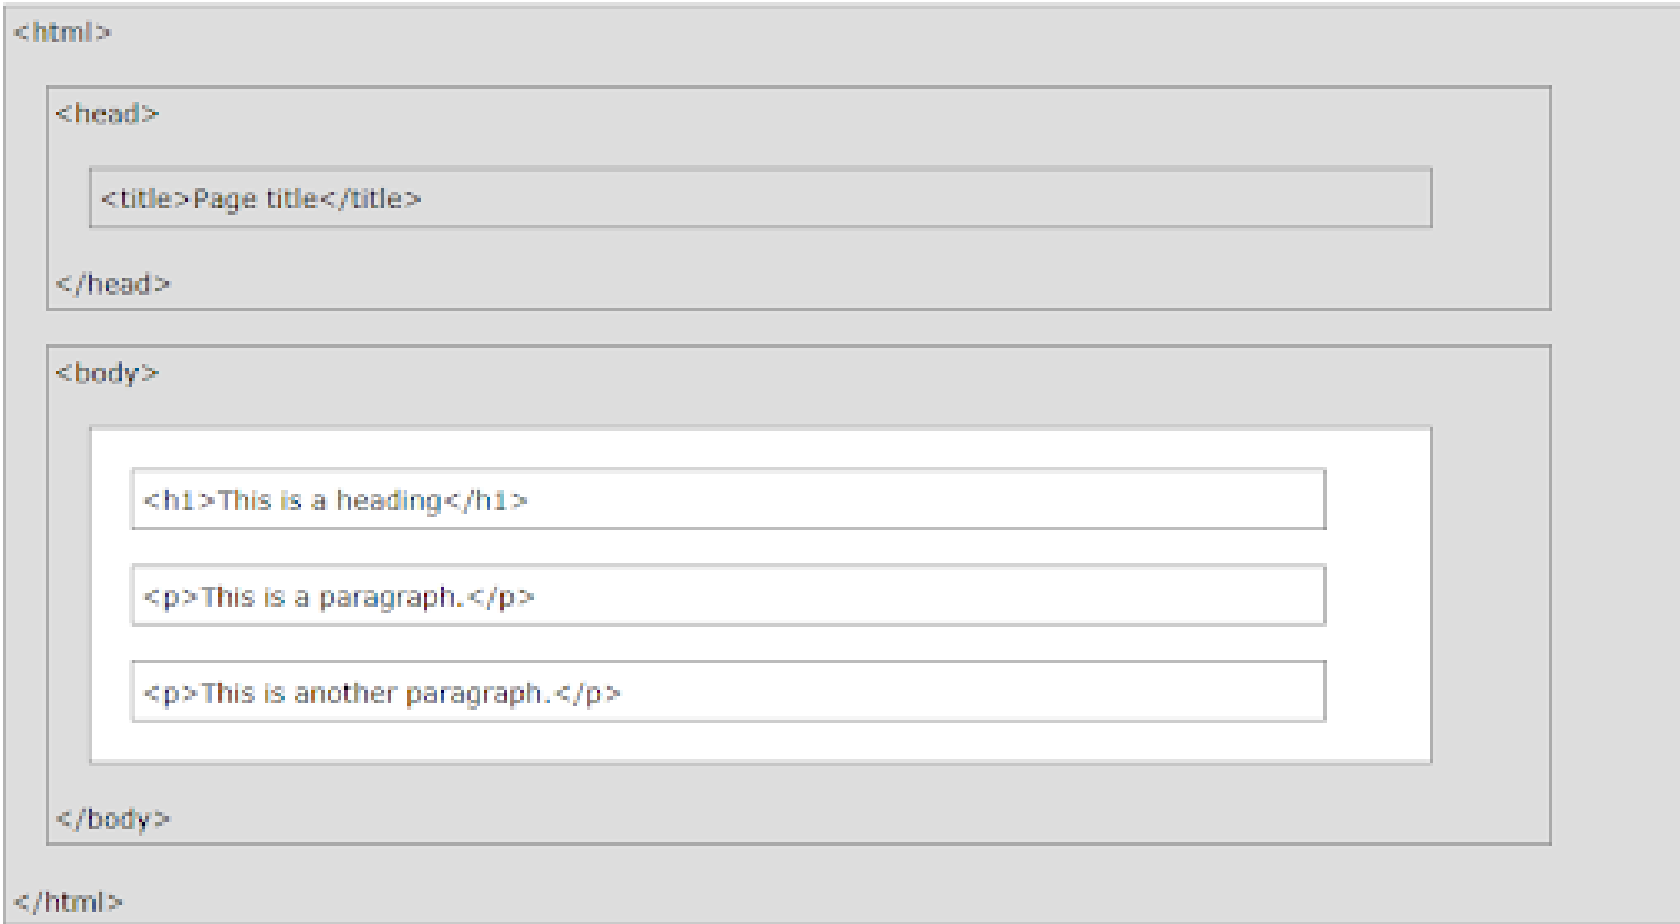 <html>
<head>
<title>Page title</title>
</head>
<body>
<h1>This is a heading</h1>
<p>This is a paragraph.</p>
<p>This is another paragraph.</p>
</body>
</html>